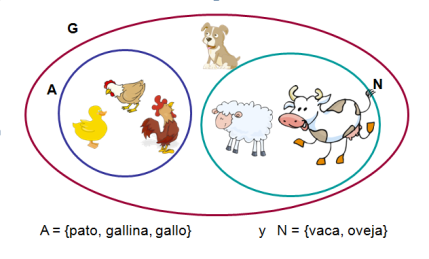 G
A
N
A = {pato, gallina, gallo} y N = {vaca, oveja}